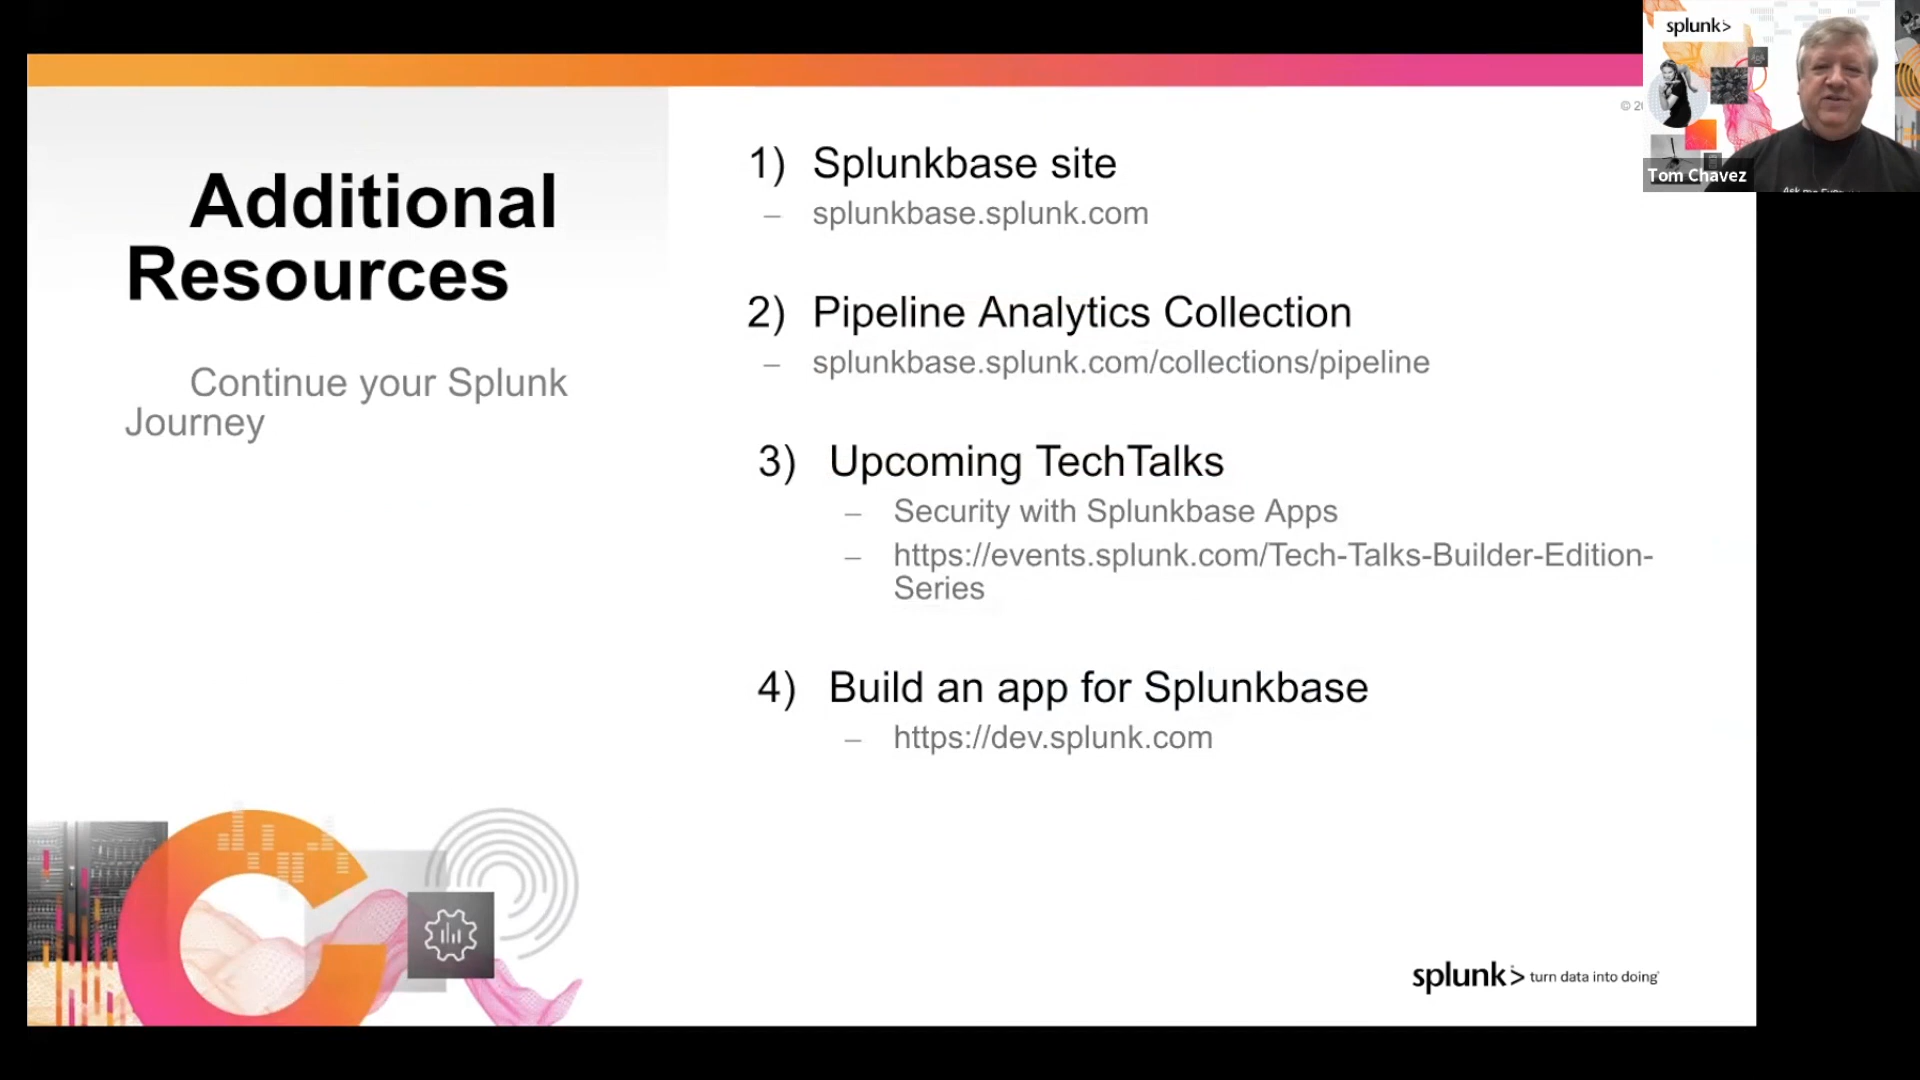 splunk>
Tom Chavez
© 20
Additional
Resources
Continue your Splunk
Journey
1) Splunkbase site
– splunkbase.splunk.com
2) Pipeline Analytics Collection
– splunkbase.splunk.com/collections/pipeline
3) Upcoming TechTalks
– Security with Splunkbase Apps
– https://events.splunk.com/Tech-Talks-Builder-Edition-
Series
4) Build an app for Splunkbase
– https://dev.splunk.com
splunk> turn data into doing